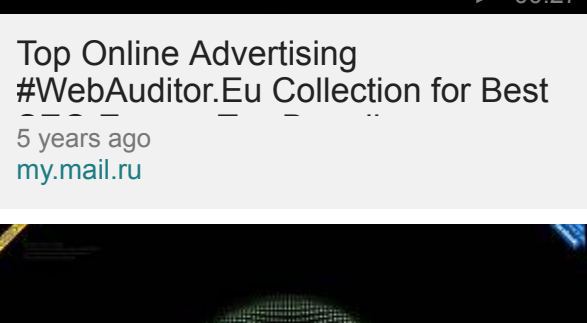 Top Online Advertising
#WebAuditor.Eu Collection for Best
5 years ago
my.mail.ru